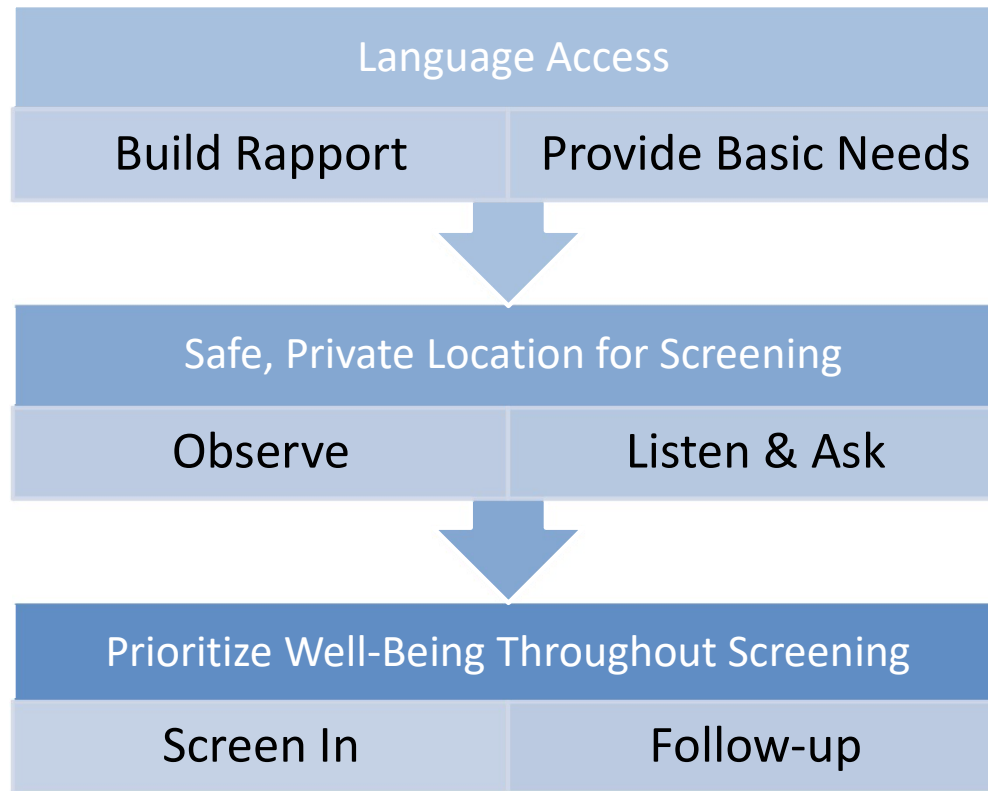 Language Access
Build Rapport
Provide Basic Needs
Safe, Private Location for Screening
Observe
Listen & Ask
Prioritize Well-Being Throughout Screening
Screen In
Follow-up